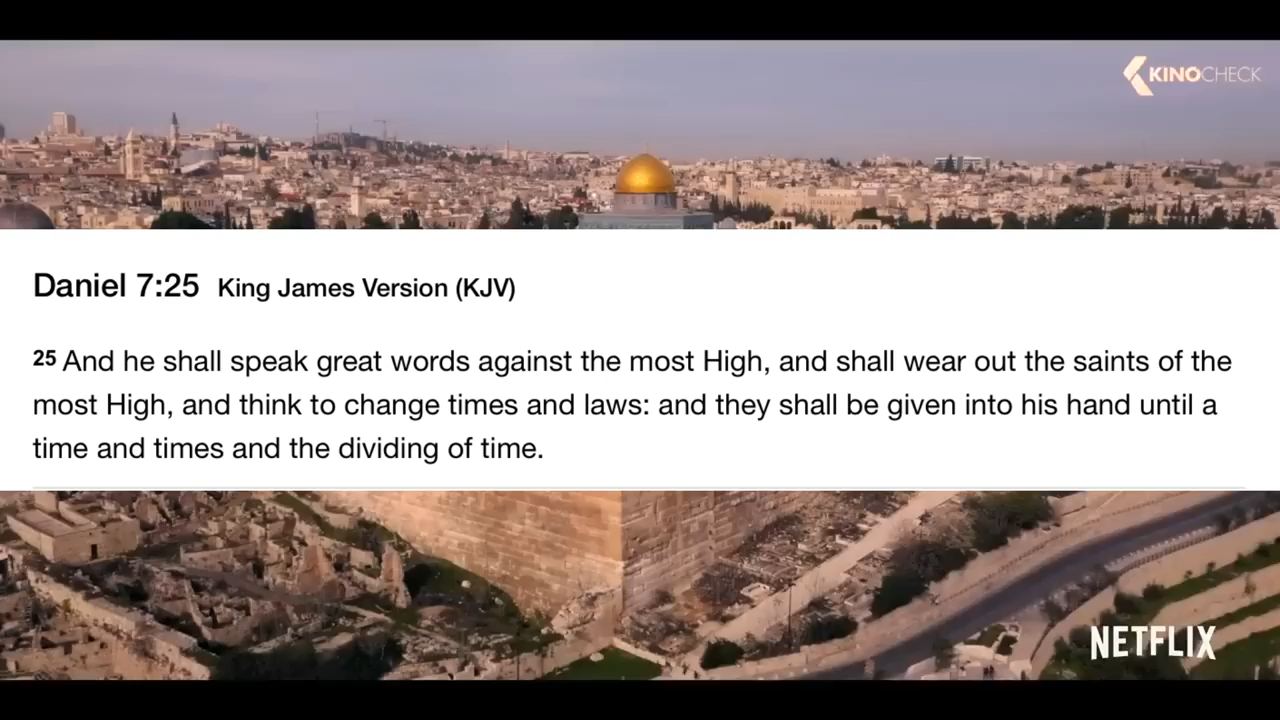 KINOCHECK
Daniel 7:25 King James Version (KJV)
25 And he shall speak great words against the most High, and shall wear out the saints of the
most High, and think to change times and laws: and they shall be given into his hand until a
time and times and the dividing of time.
NETFLIX